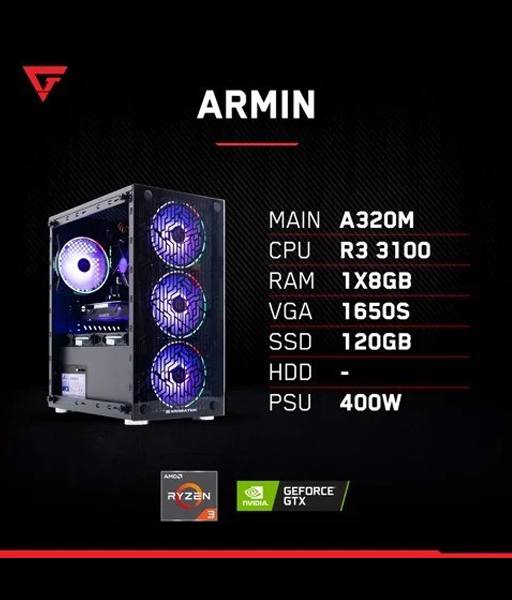 ARMIN
MAIN A320M
CPU R3 3100
RAM 1X8GB
VGA 1650S
SSD 120GB
HDD -
PSU 400W
AMD
RYZEN
3
NVIDIA.
GEFORCE
GTX